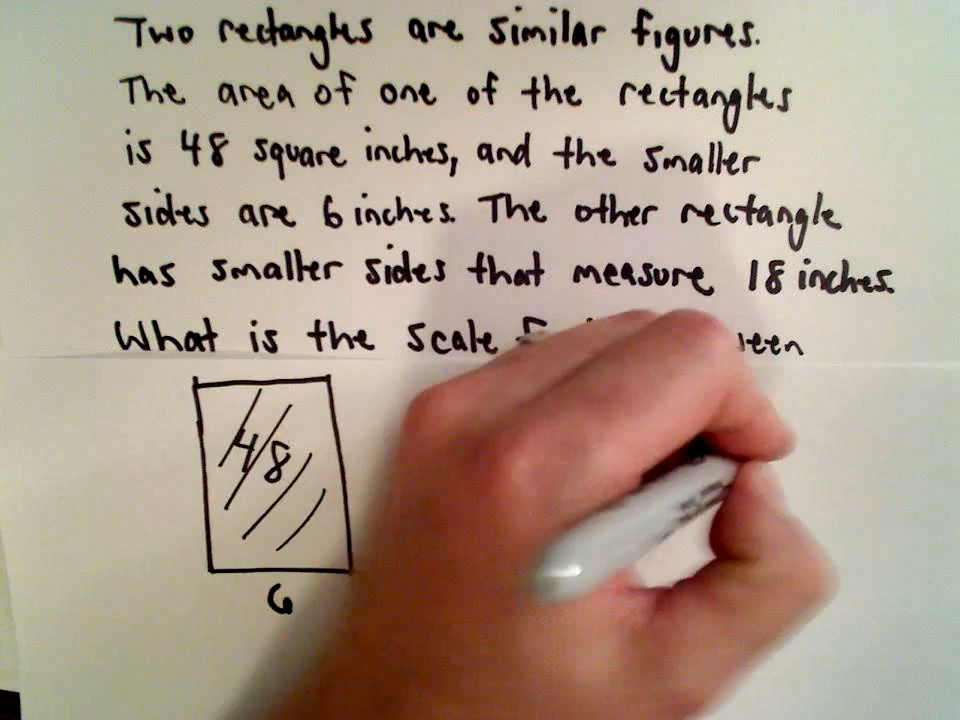 Two rectangles are similar figures.
The area of one of the rectangles
is 48 square inches, and the smaller
sides are 6 inches. The other rectangle
has smaller sides that measure 18 inches.
What is the scale
48
6